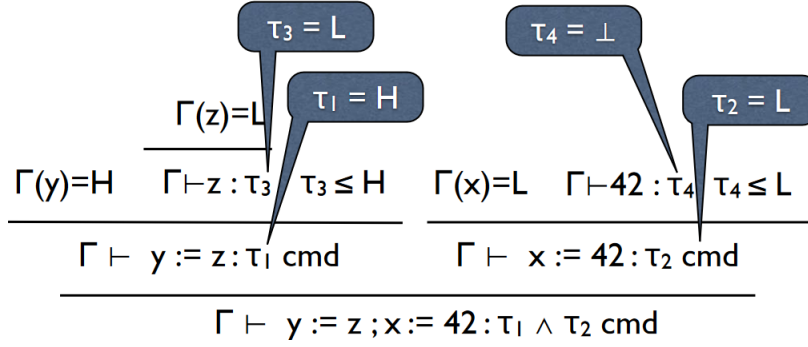 τ₃ = L
τ₄ = ⊥
τ₁ = H
τ₂ = L
Γ(z)=L
Γ(y)=H Γ⊢z : τ₃ τ₃ ≤ H Γ(x)=L Γ⊢42 : τ₄ τ₄ ≤ L
Γ ⊢ y := z : τ₁ cmd Γ ⊢ x := 42 : τ₂ cmd
Γ ⊢ y := z ; x := 42 : τ₁ ∧ τ₂ cmd